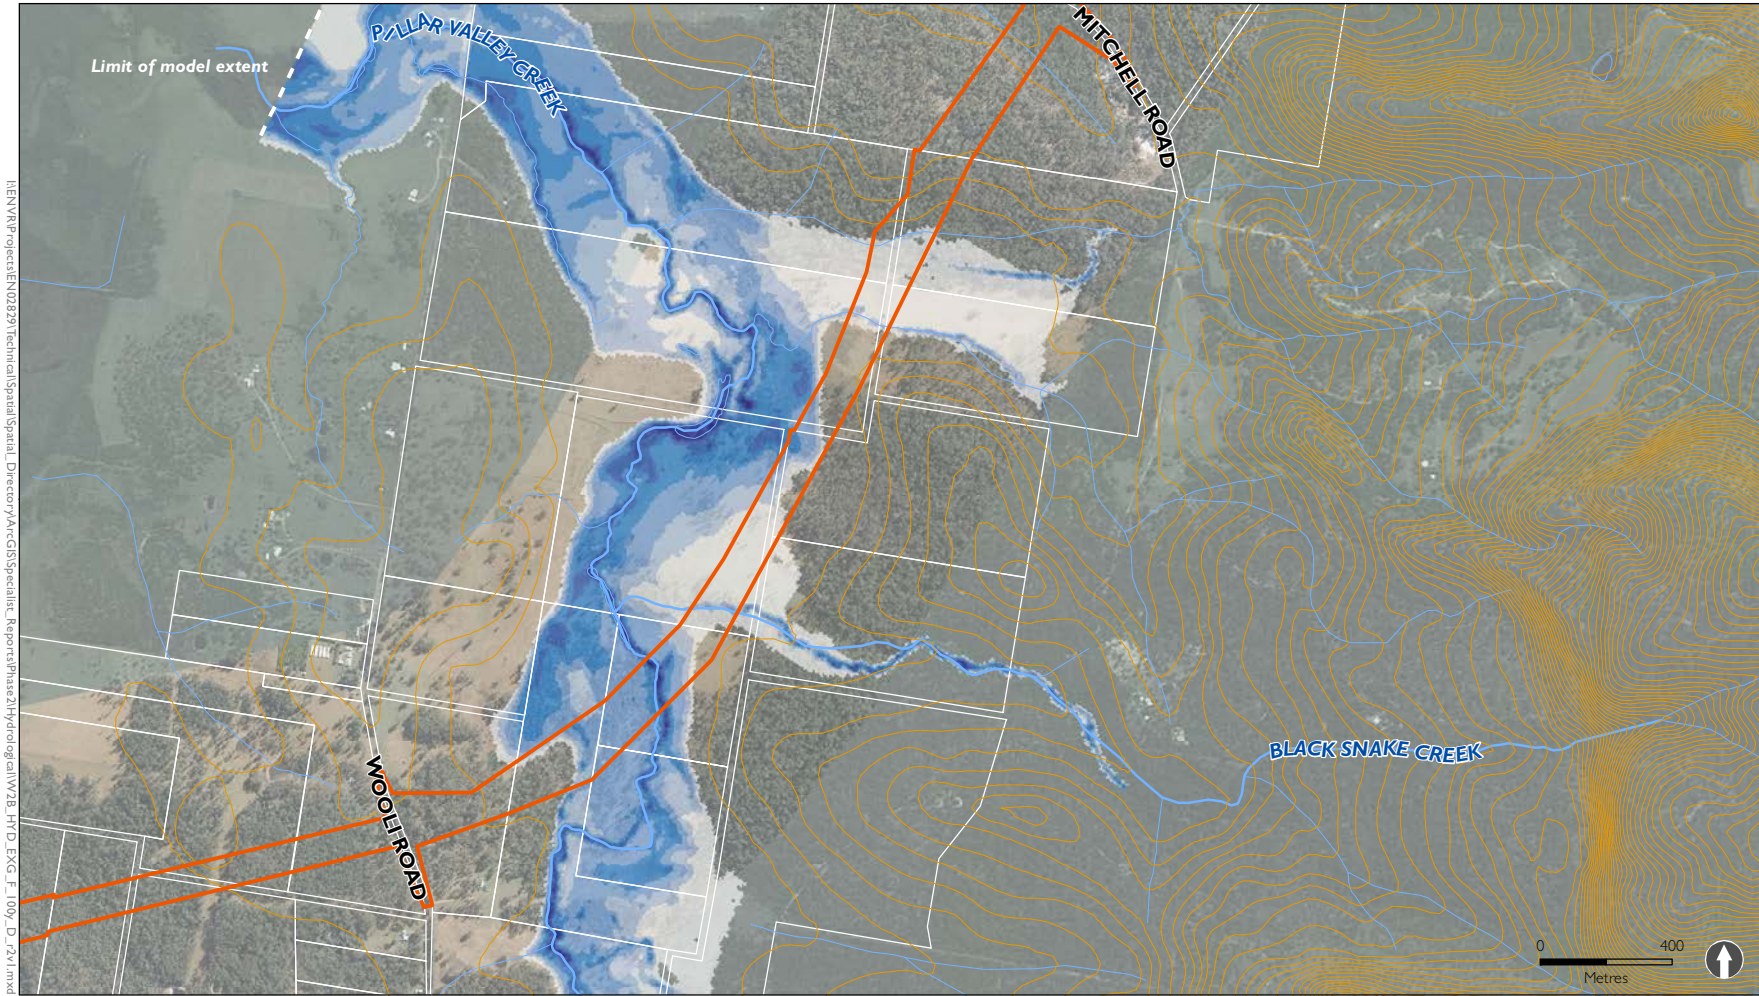 PILLAR VALLEY CREEK
MITCHELL ROAD
Limit of model extent
BLACK SNAKE CREEK
WOOLI ROAD
0 400
Metres
I:\ENVR\Projects\EN02829\Technical\Spatial\Spatial_Directory\ArcGIS\Specialist_Reports\Phase2\Hydrological\W2B_HYD_EXG_F_100y_D_r2v1.mxd